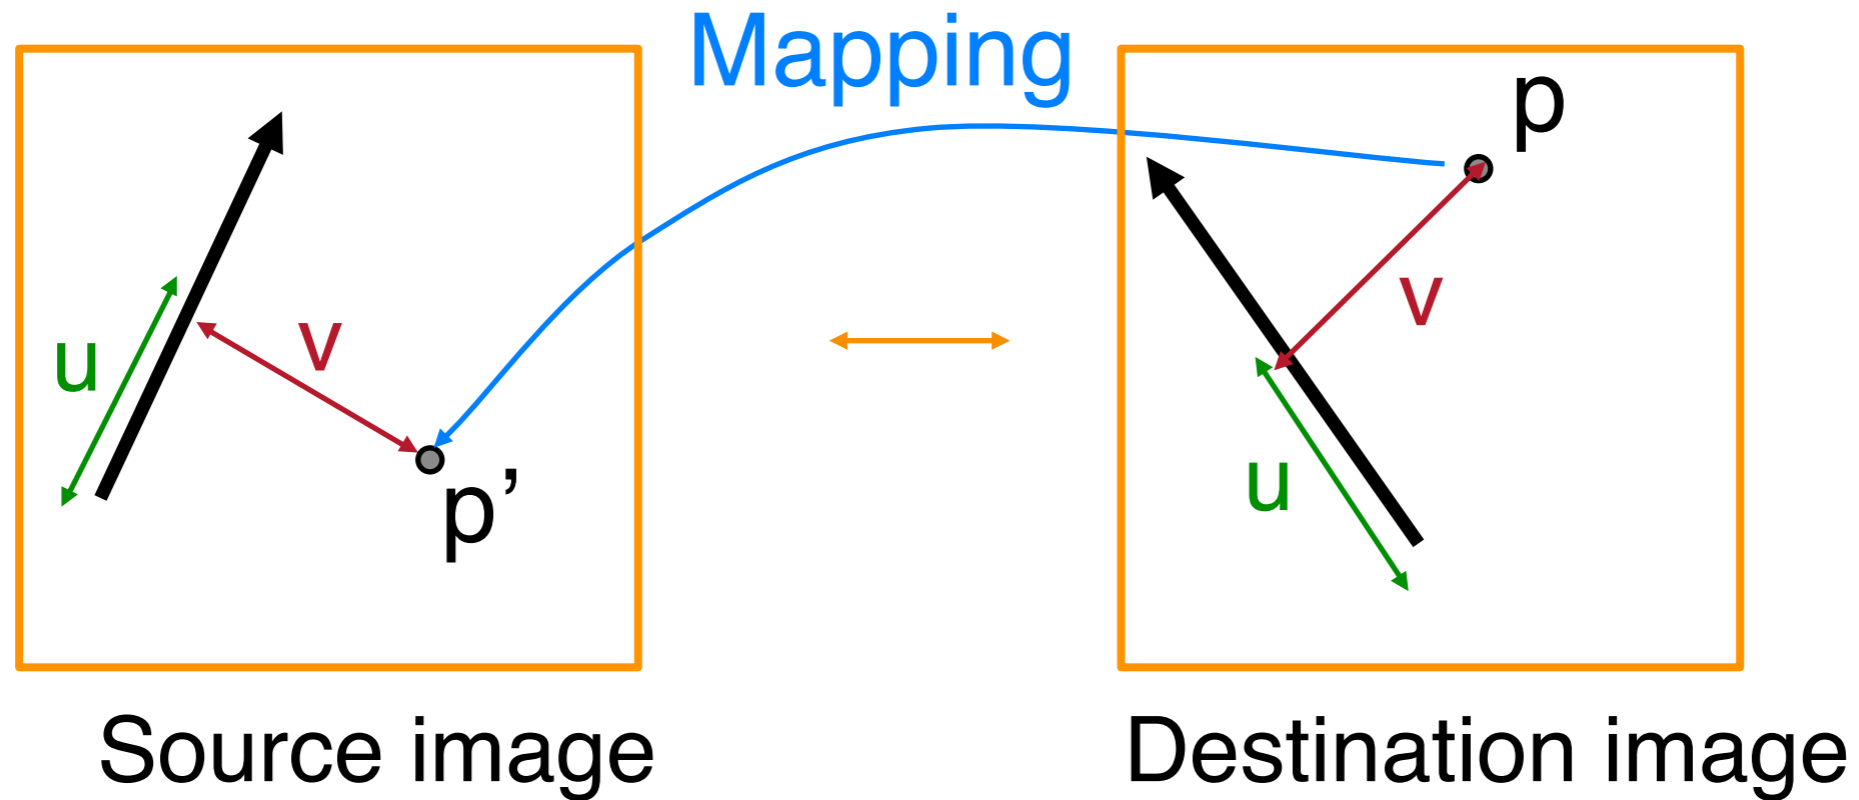 Mapping
p
v
u
v
u
p’
Source image
Destination image